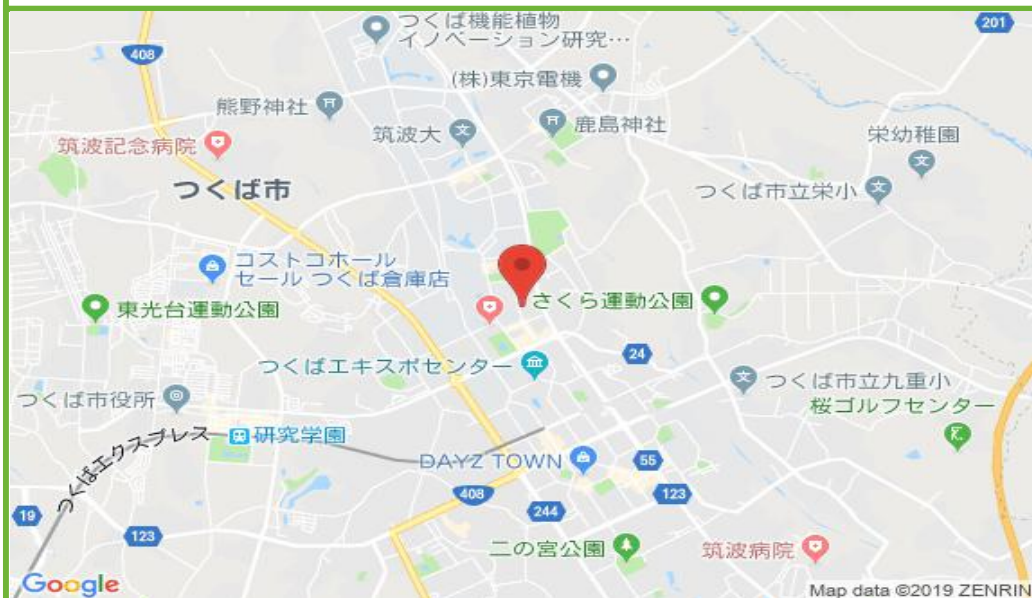 つくば機能植物
イノベーション研究…
201
408
(株)東京電機
熊野神社
筑波大
鹿島神社
栄幼稚園
筑波記念病院
つくば市
つくば市立栄小
コストコホール
セール つくば倉庫店
東光台運動公園
さくら運動公園
つくばエキスポセンター
24
つくば市役所
つくば市立九重小
桜ゴルフセンター
つくばエクスプレス
研究学園
DAYZ TOWN
55
408
123
19
244
123
二の宮公園
筑波病院
Google
Map data ©2019 ZENRIN